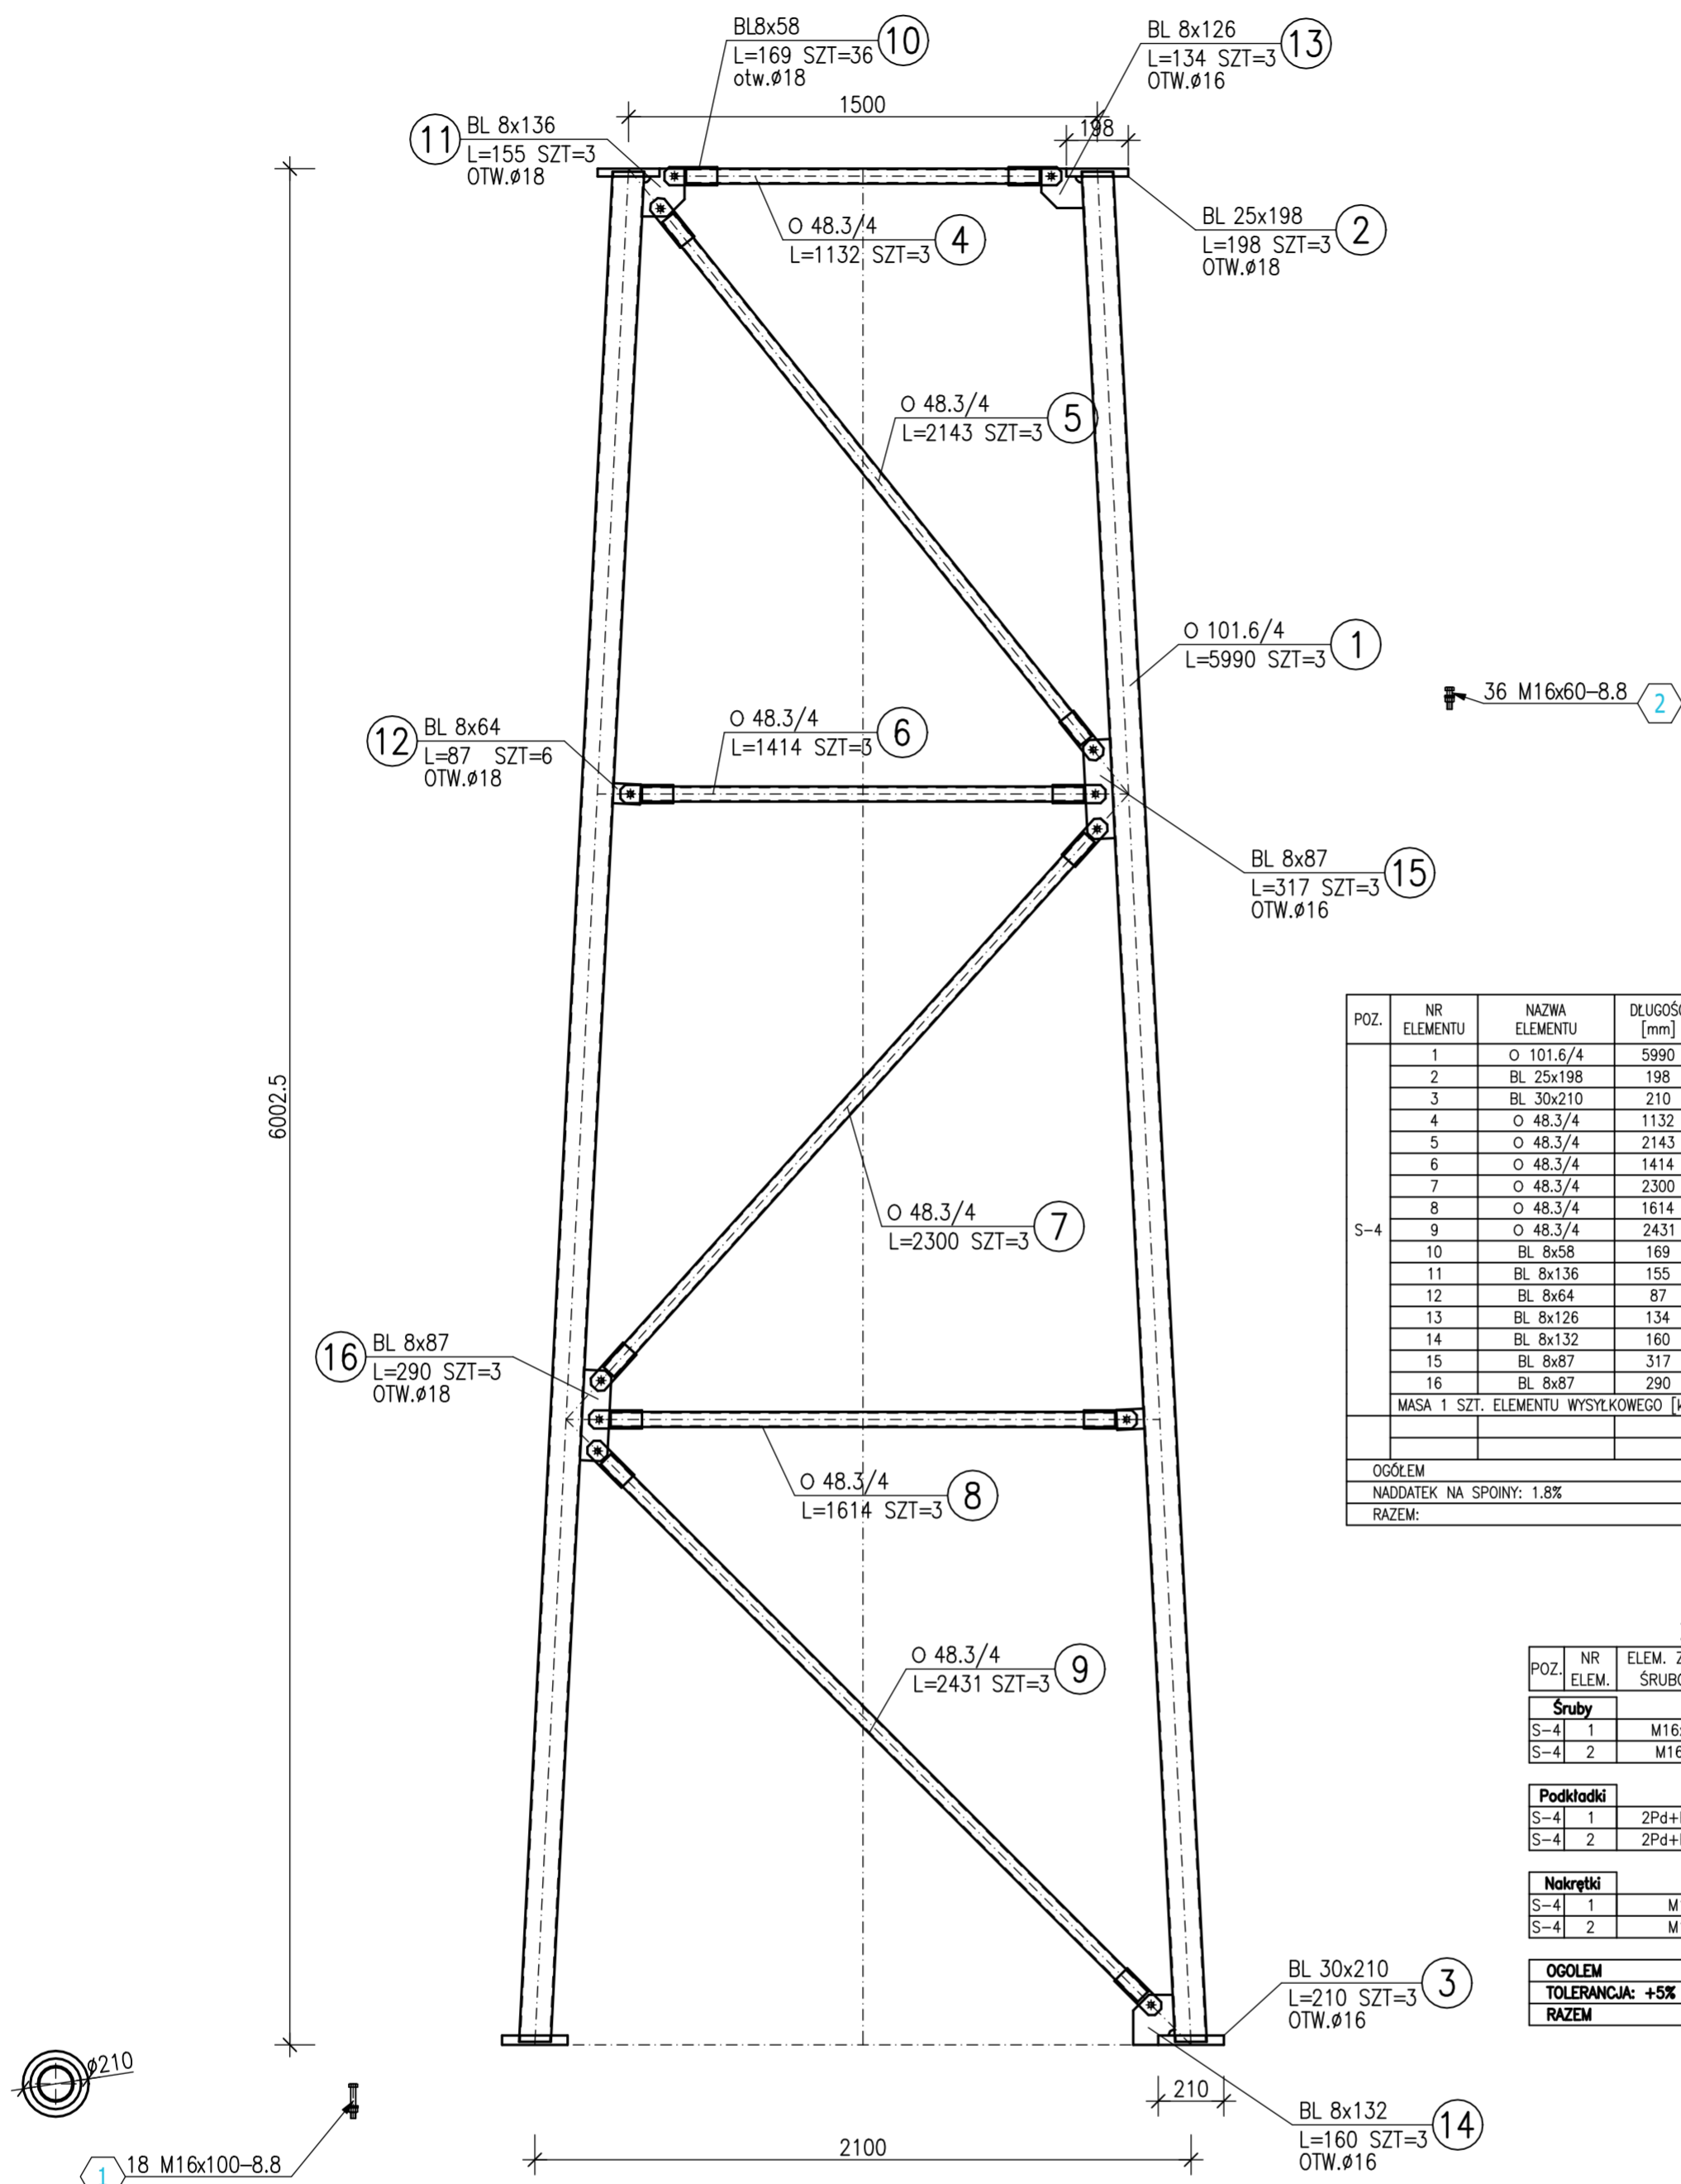 BL8x58
L=169 SZT=36
otw.ø18
10
BL 8x126
L=134 SZT=3
OTW.ø16
13
1500
198
11
BL 8x136
L=155 SZT=3
OTW.ø18
O 48.3/4
L=1132 SZT=3
4
BL 25x198
L=198 SZT=3
OTW.ø18
2
O 48.3/4
L=2143 SZT=3
5
O 101.6/4
L=5990 SZT=3
1
36 M16x60-8.8
2
12
BL 8x64
L=87 SZT=6
OTW.ø18
O 48.3/4
L=1414 SZT=3
6
BL 8x87
L=317 SZT=3
OTW.ø16
15
6002.5
O 48.3/4
L=2300 SZT=3
7
16
BL 8x87
L=290 SZT=3
OTW.ø18
O 48.3/4
L=1614 SZT=3
8
O 48.3/4
L=2431 SZT=3
9
BL 30x210
L=210 SZT=3
OTW.ø16
3
210
BL 8x132
L=160 SZT=3
OTW.ø16
14
2100
ø210
1
18 M16x100-8.8
POZ. NR ELEMENTU NAZWA ELEMENTU DŁUGOŚĆ [mm]
S-4
1 O 101.6/4 5990
2 BL 25x198 198
3 BL 30x210 210
4 O 48.3/4 1132
5 O 48.3/4 2143
6 O 48.3/4 1414
7 O 48.3/4 2300
8 O 48.3/4 1614
9 O 48.3/4 2431
10 BL 8x58 169
11 BL 8x136 155
12 BL 8x64 87
13 BL 8x126 134
14 BL 8x132 160
15 BL 8x87 317
16 BL 8x87 290
MASA 1 SZT. ELEMENTU WYSYŁKOWEGO
OGÓŁEM
NADDATEK NA SPOINY: 1.8%
RAZEM:
POZ. NR ELEM. ELEM.
Śruby
S-4 1
S-4 2
Podkładki
S-4 1 2Pd+
S-4 2 2Pd+
Nakrętki
S-4 1
S-4 2
OGOLEM
TOLERANCJA: +5%
RAZEM